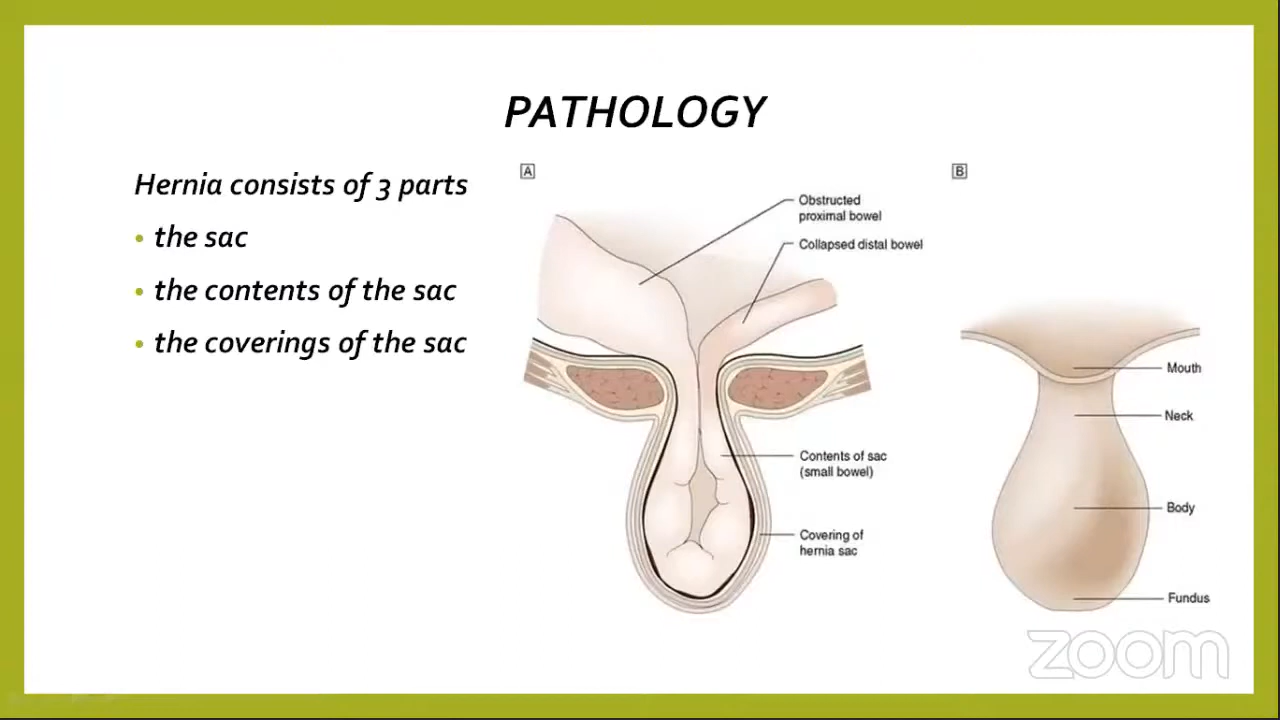 PATHOLOGY
Hernia consists of 3 parts
• the sac
• the contents of the sac
• the coverings of the sac
A
Obstructed
proximal bowel
Collapsed distal bowel
Contents of sac
(small bowel)
Covering of
hernia sac
B
Mouth
Neck
Body
Fundus
zoom